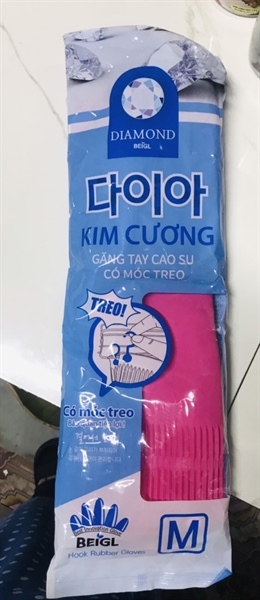 DIAMOND
BEIGL
다이아
KIM CƯƠNG
GĂNG TAY CAO SU
CÓ MÓC TREO
TREO!
Có móc treo
BEIGL
Hook Rubber Gloves
M